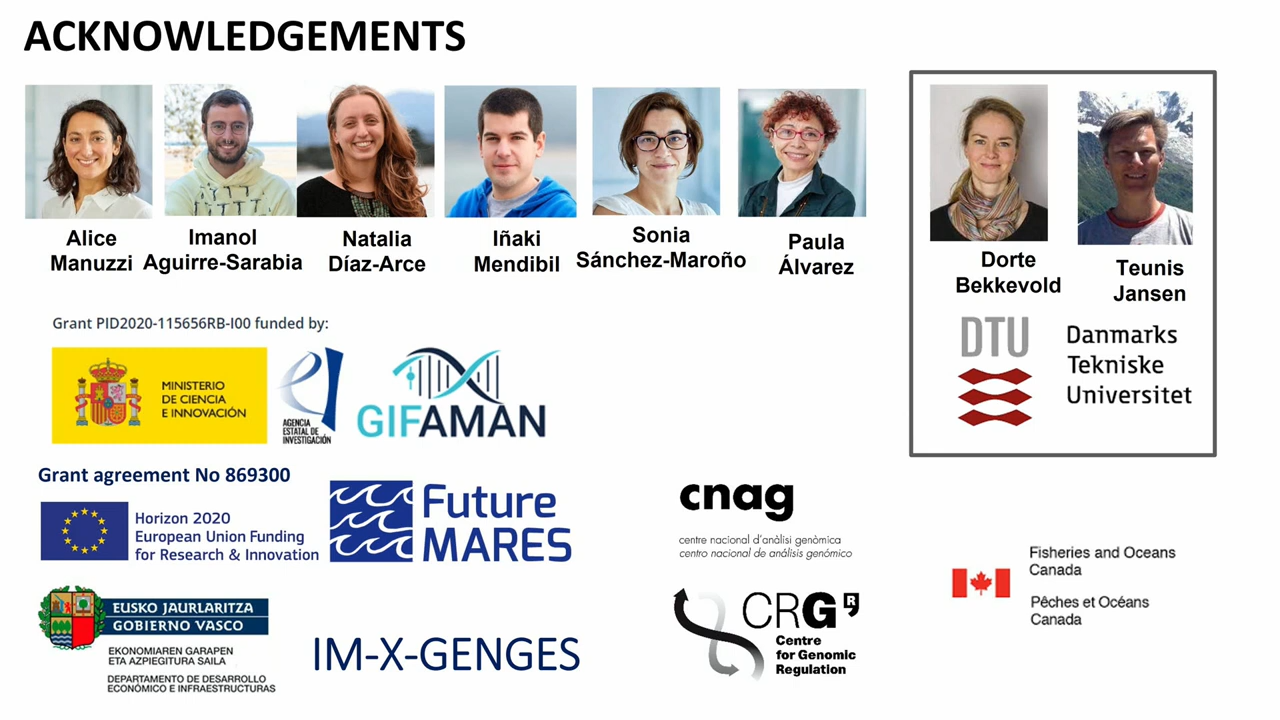 ACKNOWLEDGEMENTS
Alice
Manuzzi
Imanol
Aguirre-Sarabia
Natalia
Díaz-Arce
Iñaki
Mendibil
Sonia
Sánchez-Maroño
Paula
Álvarez
Dorte
Bekkevold
Teunis
Jansen
DTU
Danmarks
Tekniske
Universitet
Grant PID2020-115656RB-I00 funded by:
MINISTERIO
DE CIENCIA
E INNOVACIÓN
AGENCIA
ESTATAL DE
INVESTIGACIÓN
GIFAMAN
Grant agreement No 869300
Horizon 2020
European Union Funding
for Research & Innovation
Future
MARES
cnag
centre nacional d'anàlisi genòmica
centro nacional de análisis genómico
Fisheries and Oceans
Canada
Pêches et Océans
Canada
EUSKO JAURLARITZA
GOBIERNO VASCO
EKONOMIAREN GARAPEN
ETA AZPIEGITURA SAILA
DEPARTAMENTO DE DESARROLLO
ECONÓMICO E INFRAESTRUCTURAS
IM-X-GENGES
CRG
Centre
for Genomic
Regulation